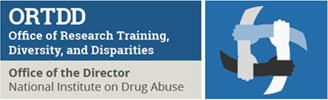 ORTDD
Office of Research Training,
Diversity, and Disparities
Office of the Director
National Institute on Drug Abuse